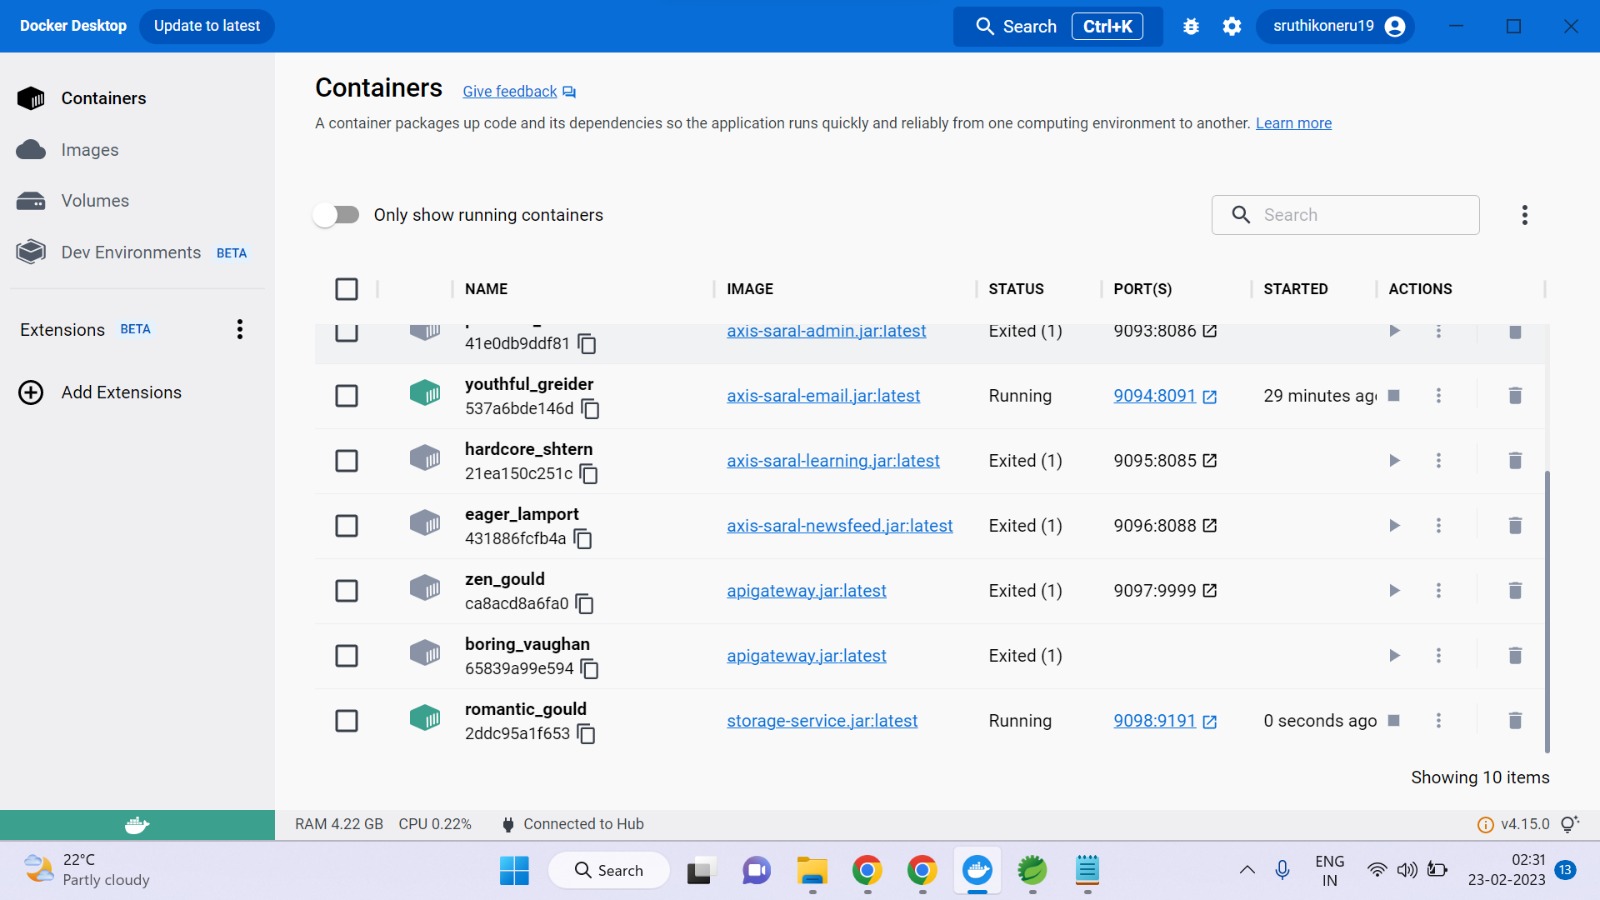 Docker Desktop Update to latest Search Ctrl+K sruthikoneru19
Containers
Images
Volumes
Dev Environments BETA
Extensions BETA
Add Extensions
Containers Give feedback
A container packages up code and its dependencies so the application runs quickly and reliably from one computing environment to another. Learn more
Only show running containers Search
NAME IMAGE STATUS PORT(S) STARTED ACTIONS
axis-saral-admin.jar:latest Exited (1) 9093:8086
41e0db9ddf81
youthful_greider
537a6bde146d axis-saral-email.jar:latest Running 9094:8091 29 minutes ago
hardcore_shtern
21ea150c251c axis-saral-learning.jar:latest Exited (1) 9095:8085
eager_lamport
431886fcfb4a axis-saral-newsfeed.jar:latest Exited (1) 9096:8088
zen_gould
ca8acd8a6fa0 apigateway.jar:latest Exited (1) 9097:9999
boring_vaughan
65839a99e594 apigateway.jar:latest Exited (1)
romantic_gould
2ddc95a1f653 storage-service.jar:latest Running 9098:9191 0 seconds ago
Showing 10 items
RAM 4.22 GB CPU 0.22% Connected to Hub v4.15.0
22°C
Partly cloudy
Search
ENG
IN
02:31
23-02-2023
13